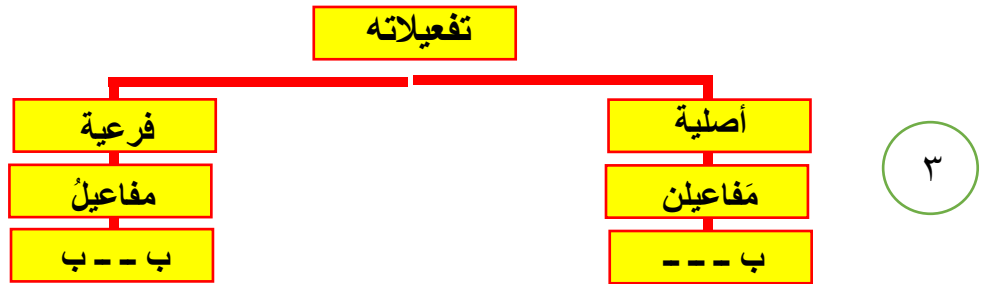 تفعيلاته
أصلية
فرعية
٣
مَفاعيلن
مفاعيلُ
ب ـ ـ ـ
ب ـ ـ ب